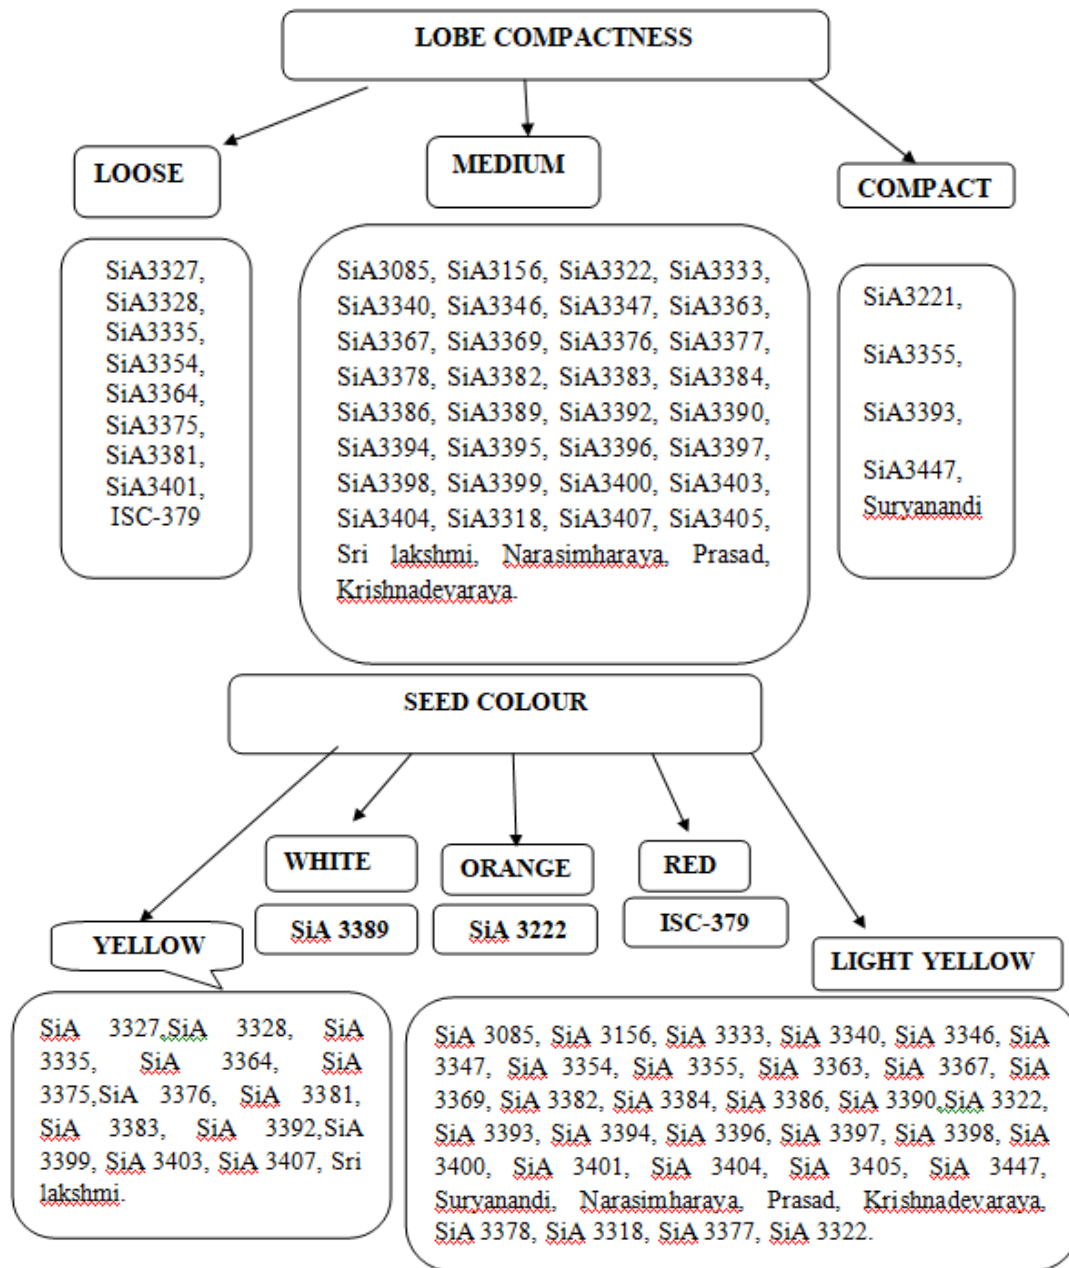 LOBE COMPACTNESS
LOOSE
MEDIUM
COMPACT
SiA3327,
SiA3328,
SiA3335,
SiA3354,
SiA3364,
SiA3375,
SiA3381,
SiA3401,
ISC-379
SiA3085, SiA3156, SiA3322, SiA3333,
SiA3340, SiA3346, SiA3347, SiA3363,
SiA3367, SiA3369, SiA3376, SiA3377,
SiA3378, SiA3382, SiA3383, SiA3384,
SiA3386, SiA3389, SiA3392, SiA3390,
SiA3394, SiA3395, SiA3396, SiA3397,
SiA3398, SiA3399, SiA3400, SiA3403,
SiA3404, SiA3318, SiA3407, SiA3405,
Sri lakshmi, Narasimharaya, Prasad,
Krishnadevaraya.
SiA3221,
SiA3355,
SiA3393,
SiA3447,
Suryanandi
SEED COLOUR
WHITE
ORANGE
RED
SiA 3389
SiA 3222
ISC-379
YELLOW
LIGHT YELLOW
SiA 3327,SiA 3328, SiA
3335, SiA 3364, SiA
3375,SiA 3376, SiA 3381,
SiA 3383, SiA 3392,SiA
3399, SiA 3403, SiA 3407, Sri
lakshmi.
SiA 3085, SiA 3156, SiA 3333, SiA 3340, SiA 3346, SiA
3347, SiA 3354, SiA 3355, SiA 3363, SiA 3367, SiA
3369, SiA 3382, SiA 3384, SiA 3386, SiA 3390,SiA 3322,
SiA 3393, SiA 3394, SiA 3396, SiA 3397, SiA 3398, SiA
3400, SiA 3401, SiA 3404, SiA 3405, SiA 3447,
Suryanandi, Narasimharaya, Prasad, Krishnadevaraya,
SiA 3378, SiA 3318, SiA 3377, SiA 3322.